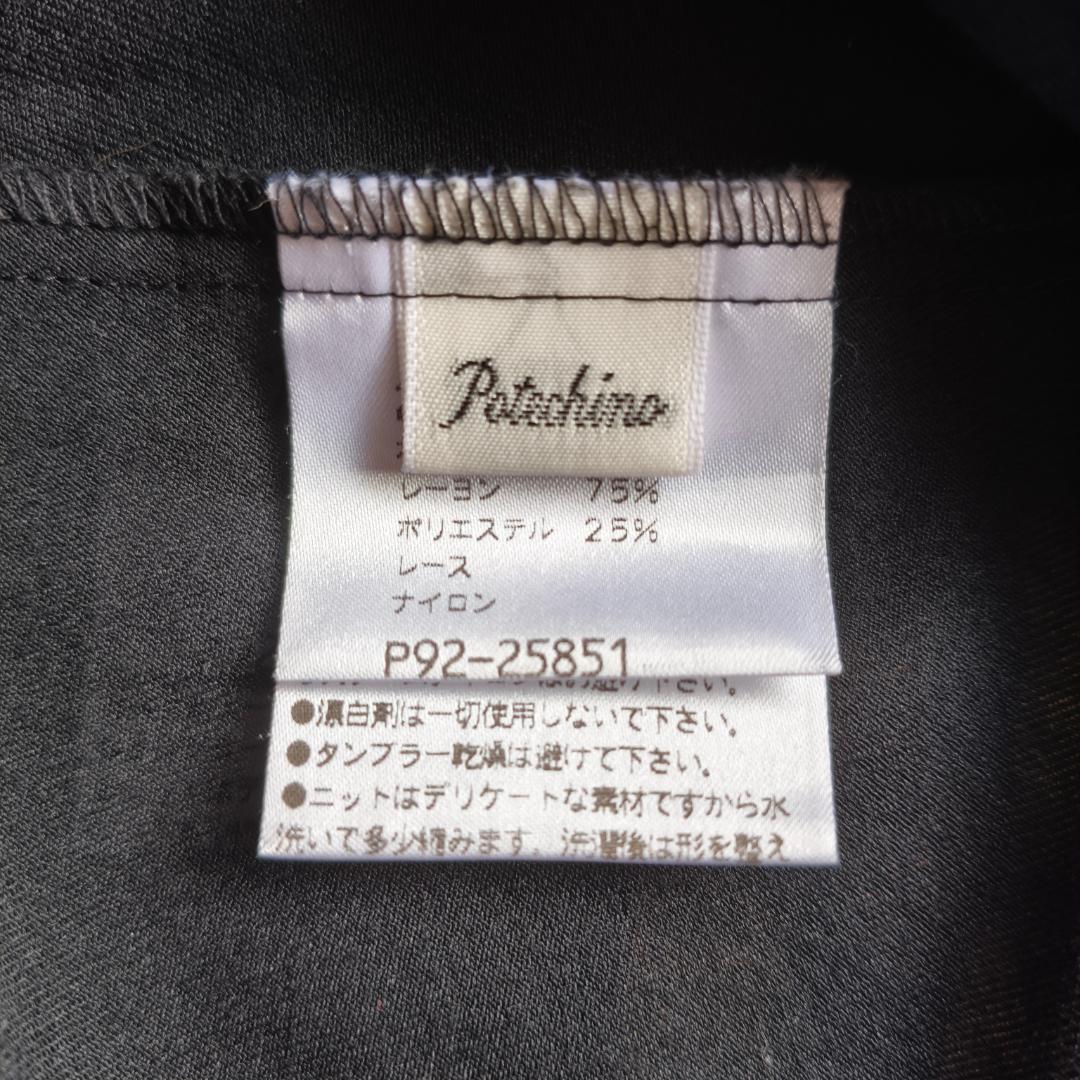 Potechino
レーヨン 75%
ポリエステル 25%
レース
ナイロン
P92-25851
下さい。
●漂白剤は一切使用しないで下さい。
●タンブラー乾燥は避けて下さい。
●ニットはデリケートな素材ですから水
洗いで多少縮みます。洗濯後は形を整え